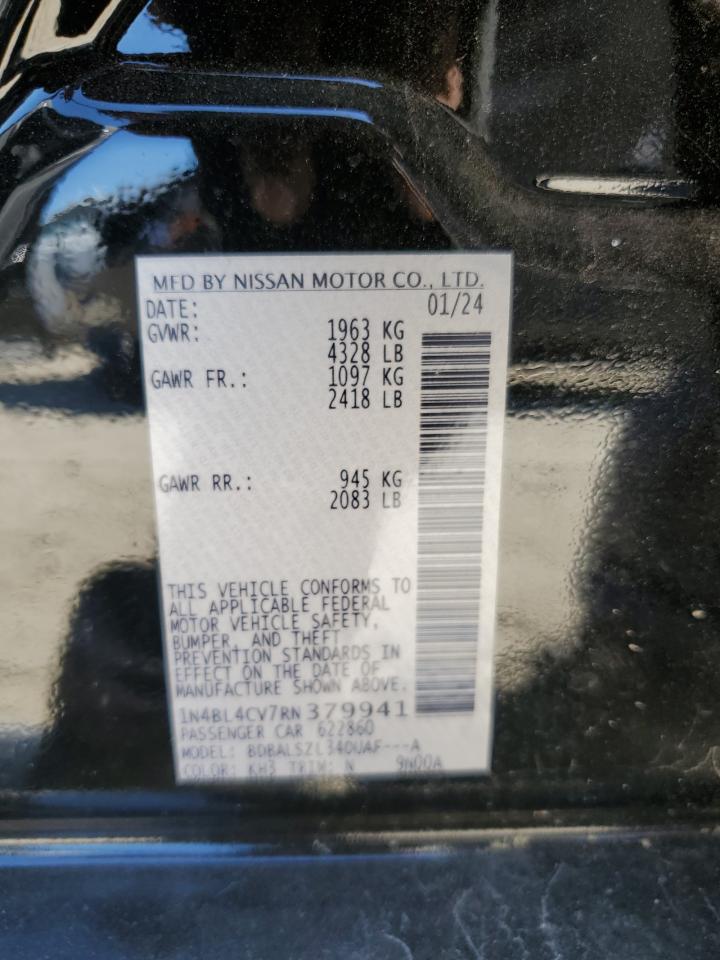 MFD BY NISSAN MOTOR CO., LTD.
DATE: 01/24
GVWR: 1963 KG
4328 LB
GAWR FR.: 1097 KG
2418 LB
GAWR RR.: 945 KG
2083 LB
THIS VEHICLE CONFORMS TO
ALL APPLICABLE FEDERAL
MOTOR VEHICLE SAFETY,
BUMPER, AND THEFT
PREVENTION STANDARDS IN
EFFECT ON THE DATE OF
MANUFACTURE SHOWN ABOVE.
1N4BL4CV7RN379941
PASSENGER CAR 622860
MODEL: BDBALSZL340UAF---A
COLOR: KH3 TRIM: N 9N00A